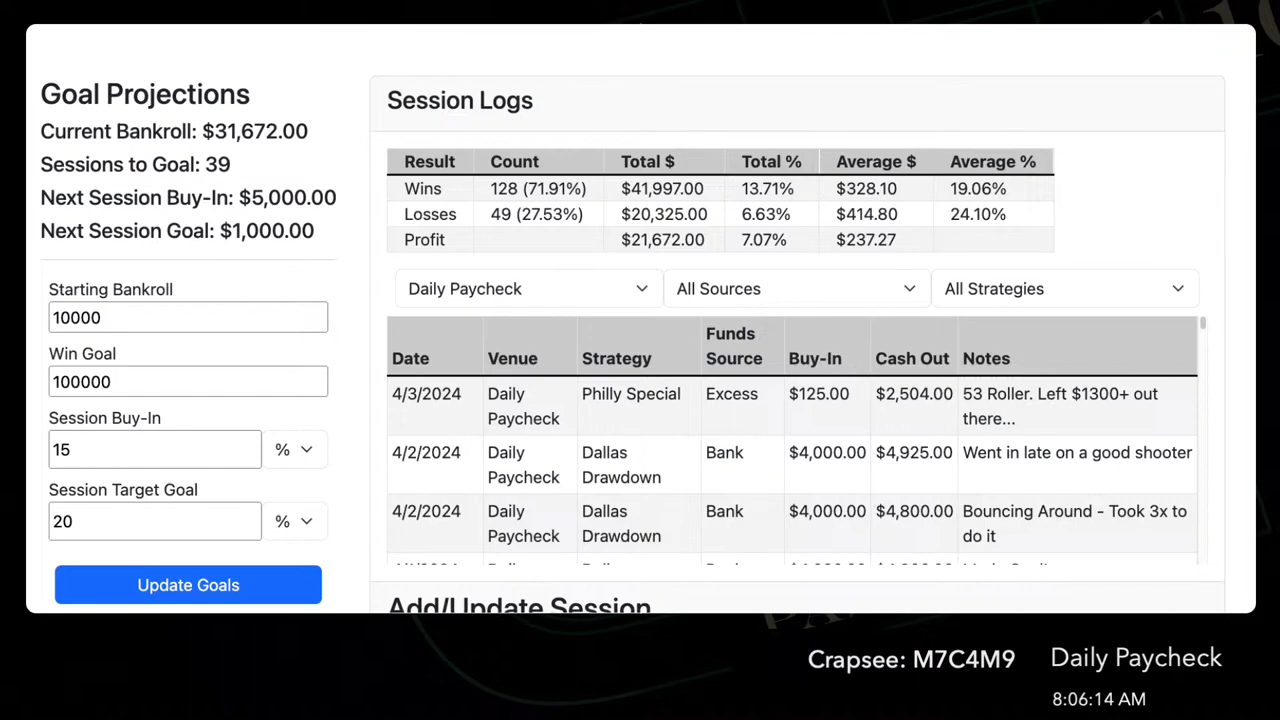 Goal Projections
Current Bankroll: $31,672.00
Sessions to Goal: 39
Next Session Buy-In: $5,000.00
Next Session Goal: $1,000.00
Starting Bankroll
10000
Win Goal
100000
Session Buy-In
15 %
Session Target Goal
20 %
Update Goals
Session Logs
Result Count Total $ Total % Average $ Average %
Wins 128 (71.91%) $41,997.00 13.71% $328.10 19.06%
Losses 49 (27.53%) $20,325.00 6.63% $414.80 24.10%
Profit $21,672.00 7.07% $237.27
Daily Paycheck All Sources All Strategies
Date Venue Strategy Funds Source Buy-In Cash Out Notes
4/3/2024 Daily Paycheck Philly Special Excess $125.00 $2,504.00 53 Roller. Left $1300+ out there...
4/2/2024 Daily Paycheck Dallas Drawdown Bank $4,000.00 $4,925.00 Went in late on a good shooter
4/2/2024 Daily Paycheck Dallas Drawdown Bank $4,000.00 $4,800.00 Bouncing Around - Took 3x to do it
Add/Update Session
Crapsee: M7C4M9
Daily Paycheck
8:06:14 AM